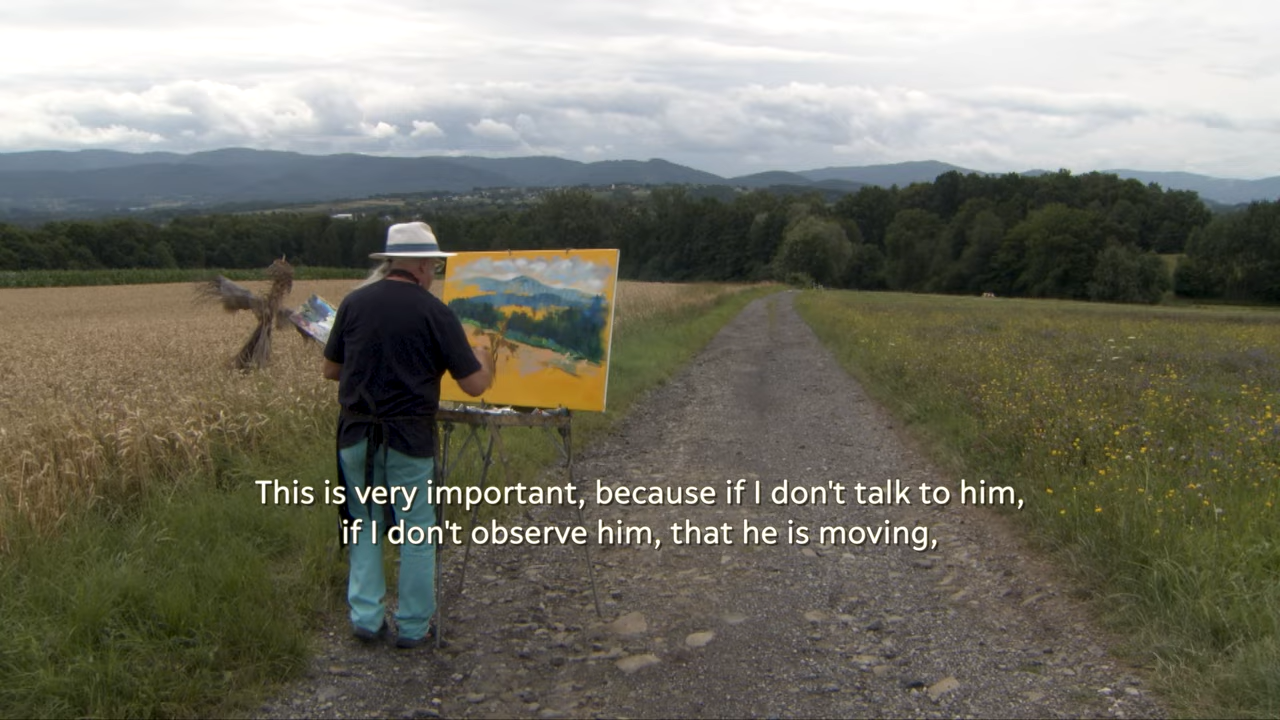 This is very important, because if I don't talk to him,
if I don't observe him, that he is moving,